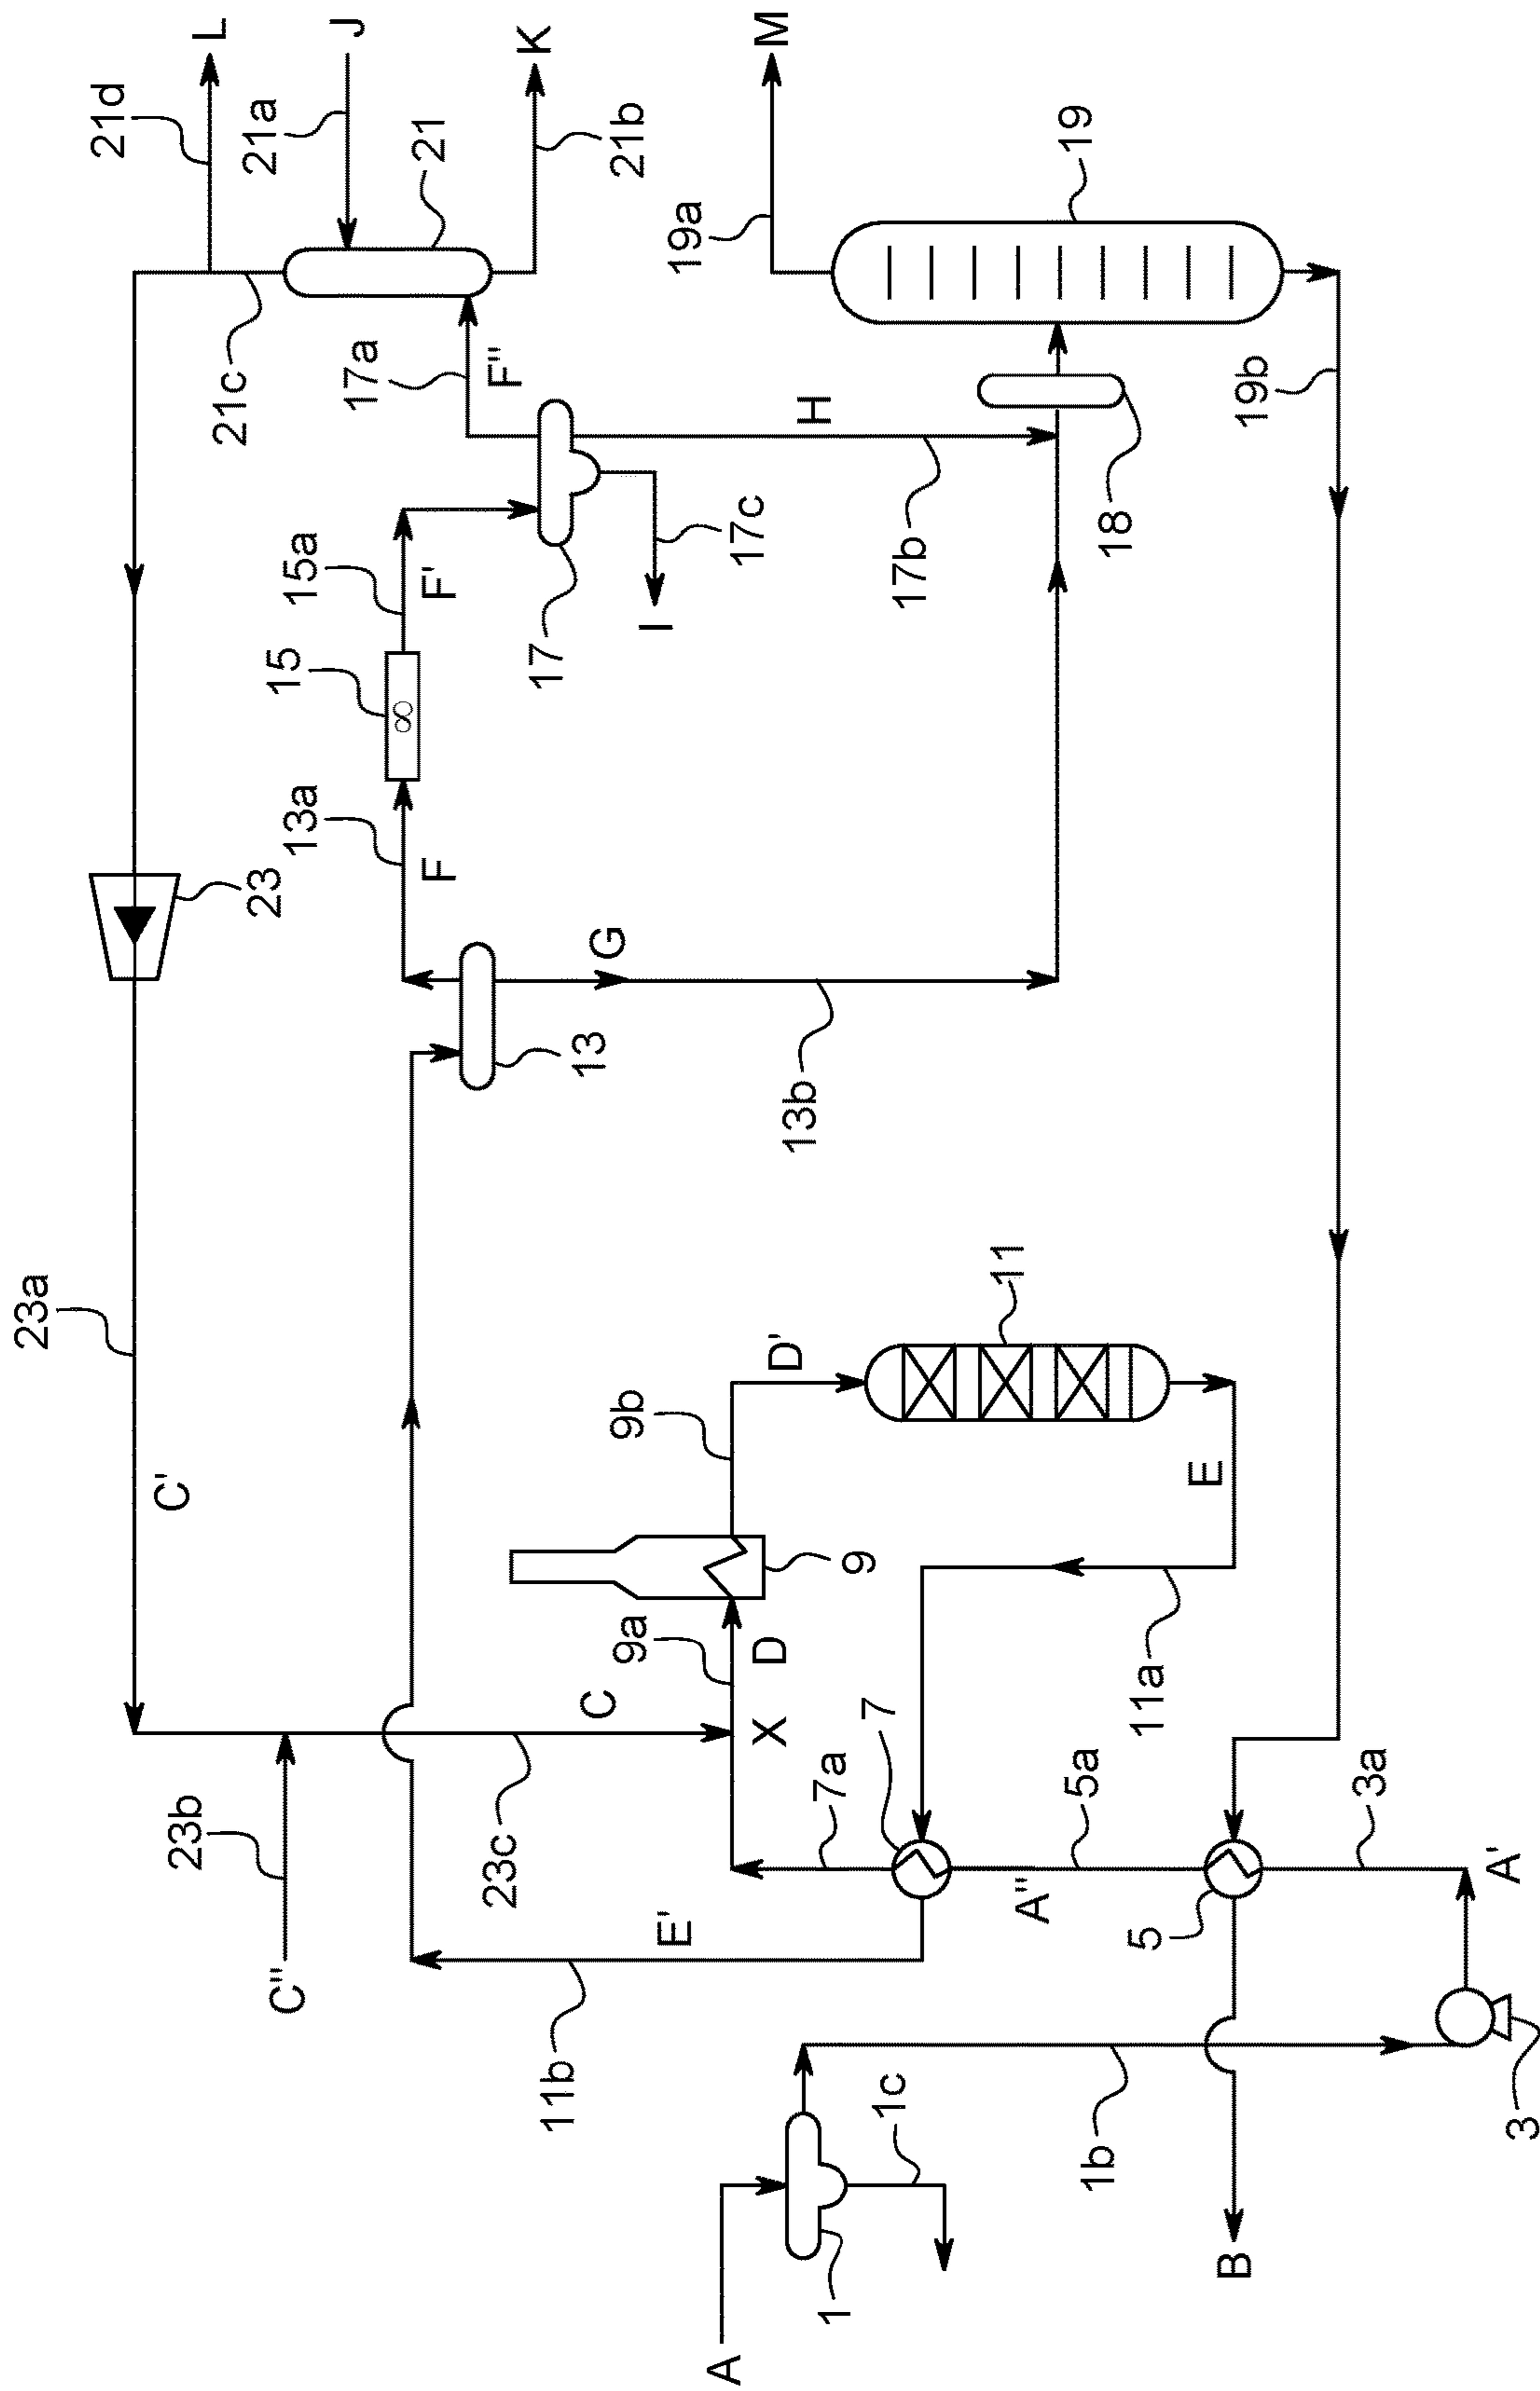 21d
L
21a
J
21
K
21b
21c
17a
F"
19a
M
19
H
15a
F'
17
17c
I
17b
18
19b
15
13a
F
23
G
13
13b
23a
C'
11
D'
9b
9
E
9a
D
X
C
11a
7
7a
5a
3a
23b
23c
C"
E'
A"
5
A'
11b
1c
1b
3
1
A
B